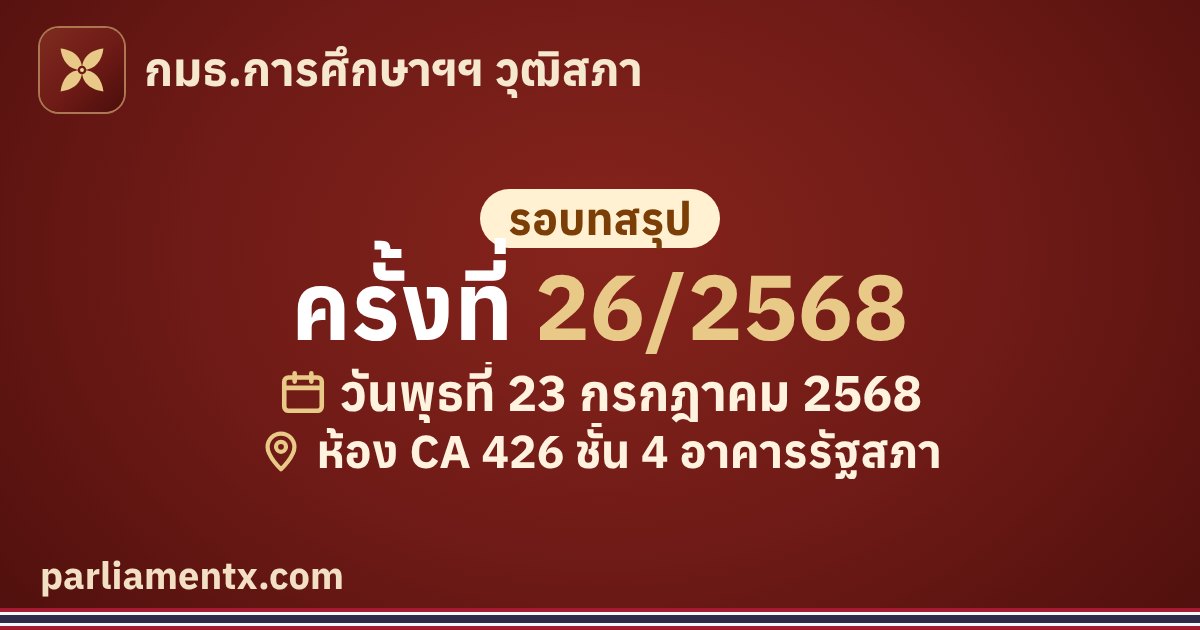 กมธ.การศึกษาฯฯ วุฒิสภา
รอบทสรุป
ครั้งที่ 26/2568
วันพุธที่ 23 กรกฎาคม 2568
ห้อง CA 426 ชั้น 4 อาคารรัฐสภา
parliamentx.com